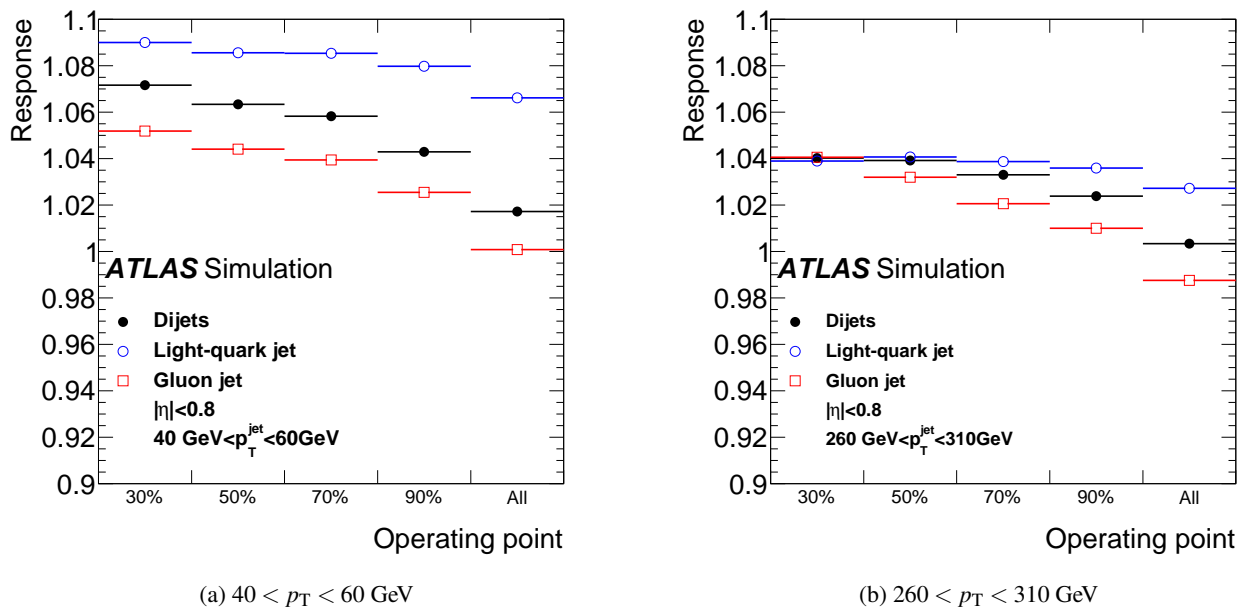 Response
1.1
1.08
1.06
1.04
1.02
1
0.98
0.96
0.94
0.92
0.9
ATLAS Simulation
Dijets
Light-quark jet
Gluon jet
|η|<0.8
40 GeV<p_T^jet<60GeV
30% 50% 70% 90% All
Operating point
(a) 40 < p_T < 60 GeV
Response
1.1
1.08
1.06
1.04
1.02
1
0.98
0.96
0.94
0.92
0.9
ATLAS Simulation
Dijets
Light-quark jet
Gluon jet
|η|<0.8
260 GeV<p_T^jet<310GeV
30% 50% 70% 90% All
Operating point
(b) 260 < p_T < 310 GeV